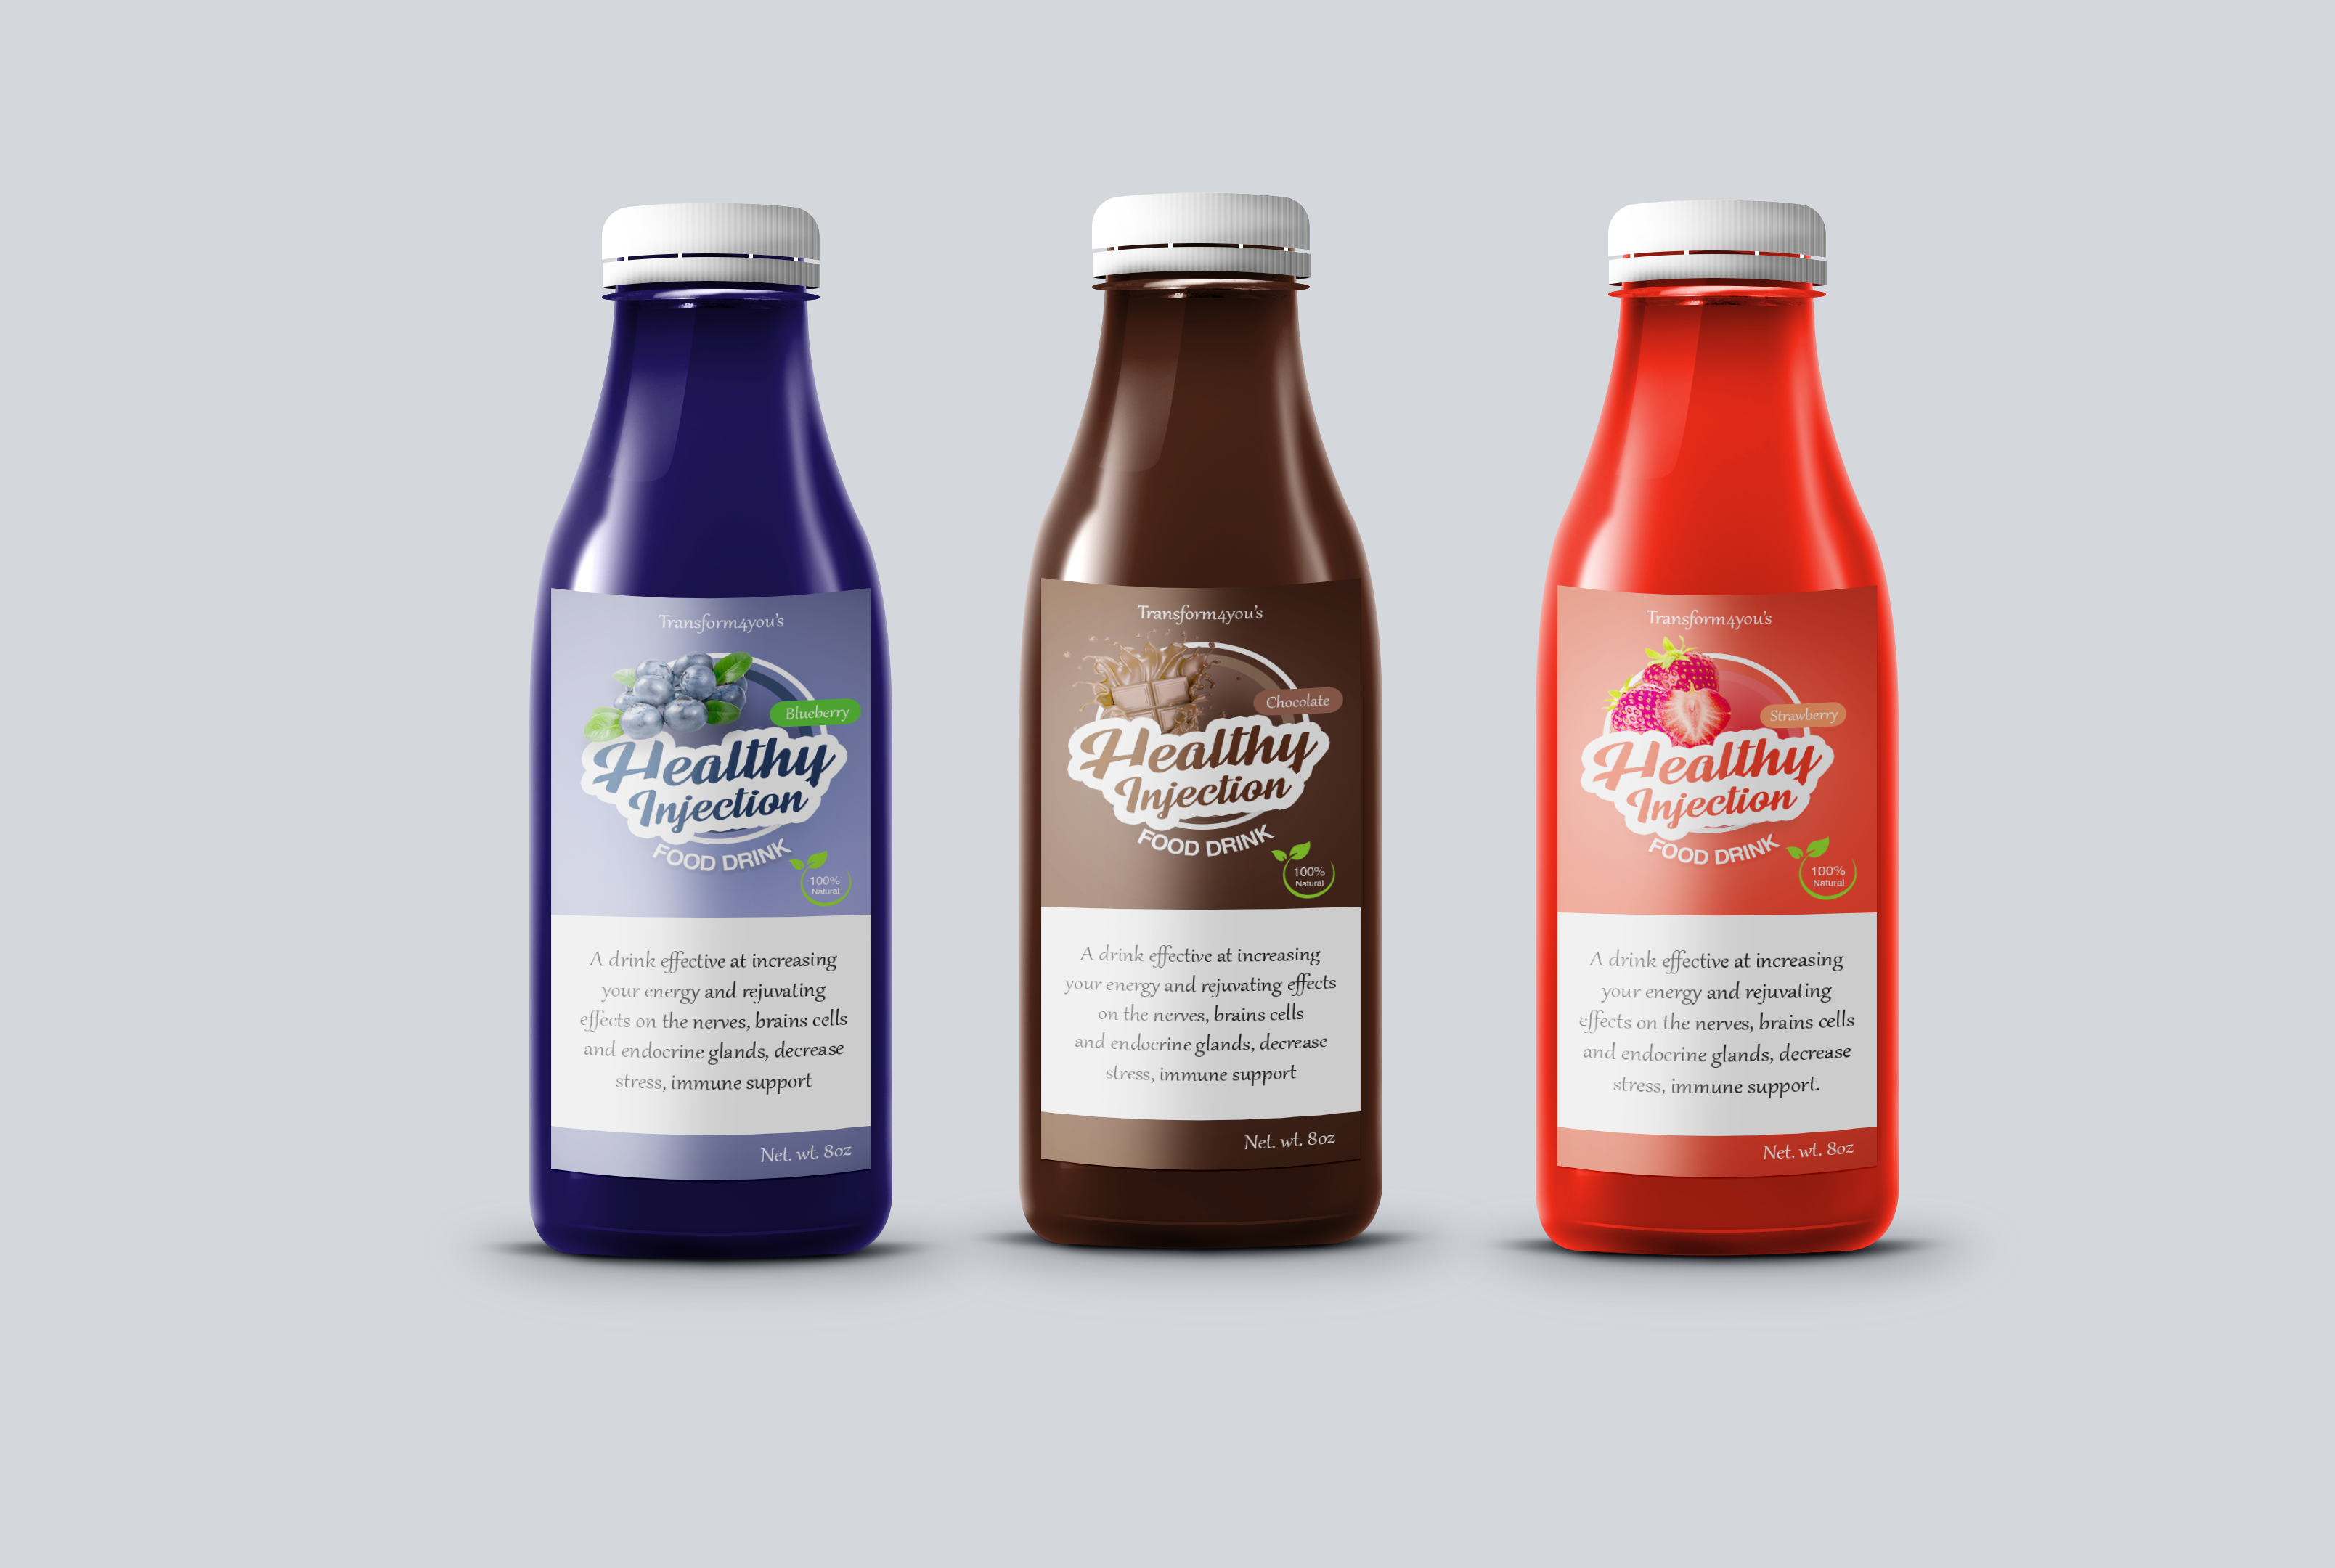 Transform4you's
Blueberry
Healthy
Injection
FOOD DRINK
100%
Natural
A drink effective at increasing
your energy and rejuvating
effects on the nerves, brains cells
and endocrine glands, decrease
stress, immune support
Net. wt. 8oz
Transform4you's
Chocolate
Healthy
Injection
FOOD DRINK
100%
Natural
A drink effective at increasing
your energy and rejuvating effects
on the nerves, brains cells
and endocrine glands, decrease
stress, immune support
Net. wt. 8oz
Transform4you's
Strawberry
Healthy
Injection
FOOD DRINK
100%
Natural
A drink effective at increasing
your energy and rejuvating
effects on the nerves, brains cells
and endocrine glands, decrease
stress, immune support.
Net. wt. 8oz